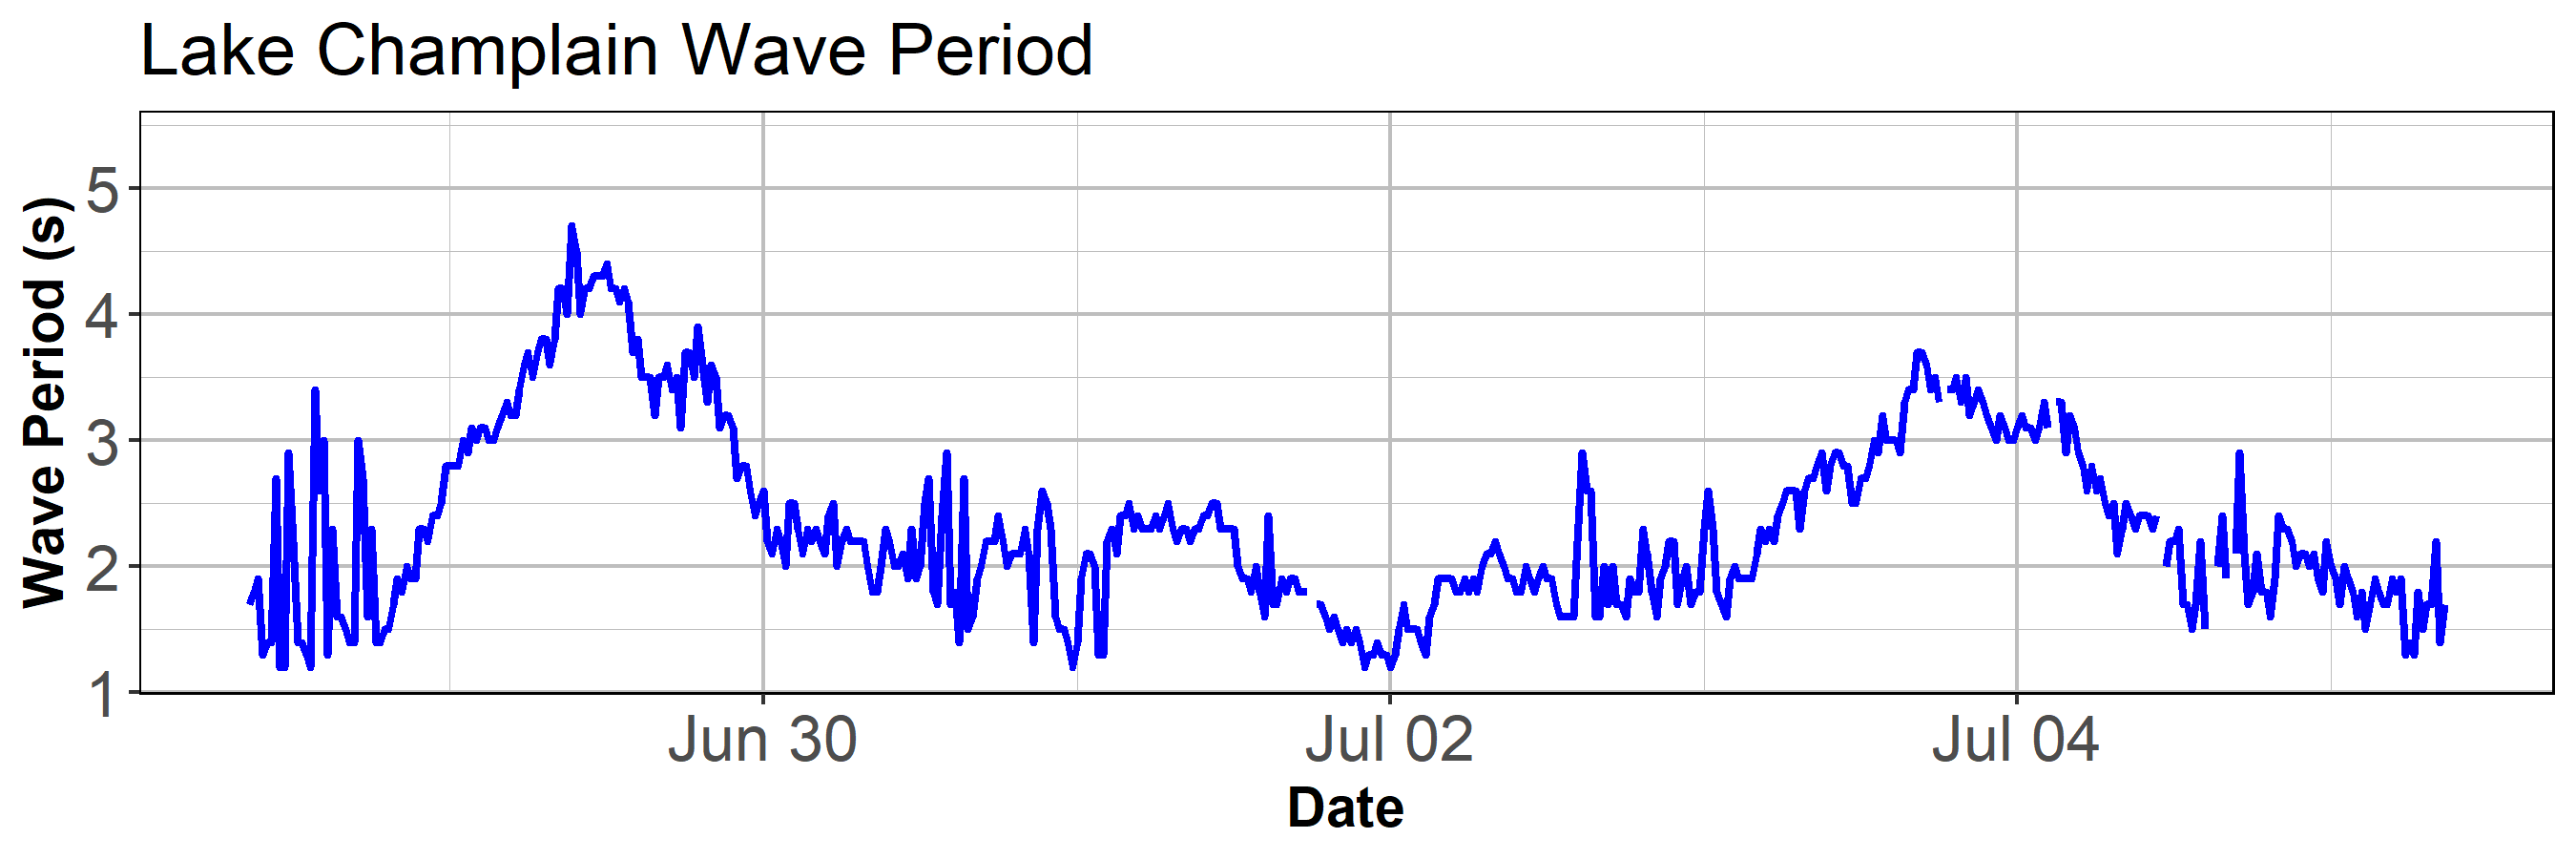 Lake Champlain Wave Period
Wave Period (s)
5
4
3
2
1
Jun 30
Jul 02
Jul 04
Date